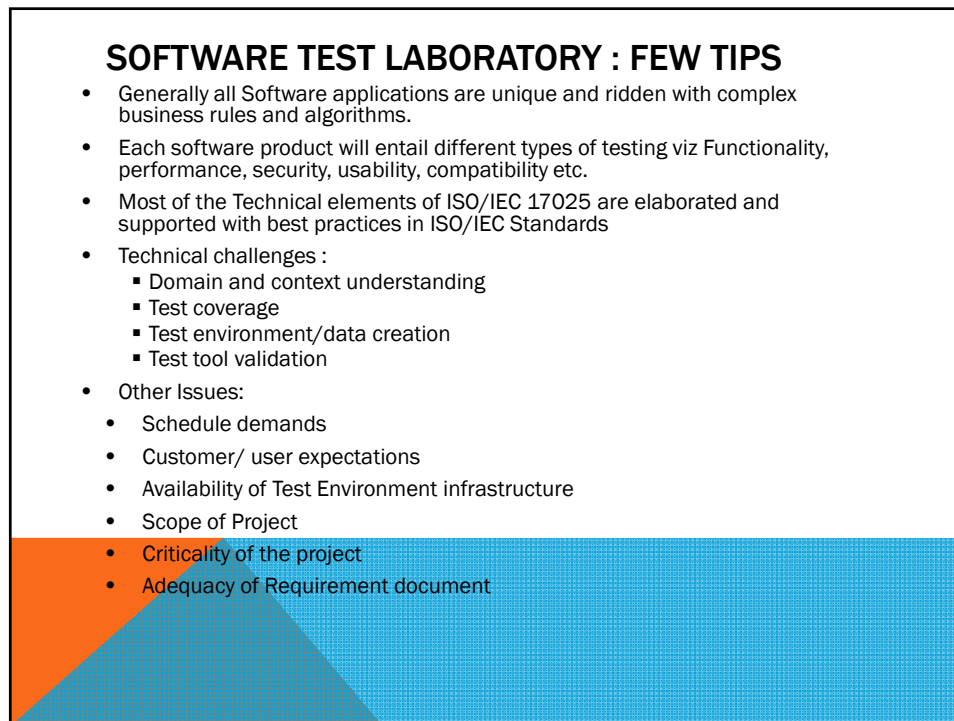 SOFTWARE TEST LABORATORY : FEW TIPS
• Generally all Software applications are unique and ridden with complex
business rules and algorithms.
• Each software product will entail different types of testing viz Functionality,
performance, security, usability, compatibility etc.
• Most of the Technical elements of ISO/IEC 17025 are elaborated and
supported with best practices in ISO/IEC Standards
• Technical challenges :
▪ Domain and context understanding
▪ Test coverage
▪ Test environment/data creation
▪ Test tool validation
• Other Issues:
• Schedule demands
• Customer/ user expectations
• Availability of Test Environment infrastructure
• Scope of Project
• Criticality of the project
• Adequacy of Requirement document